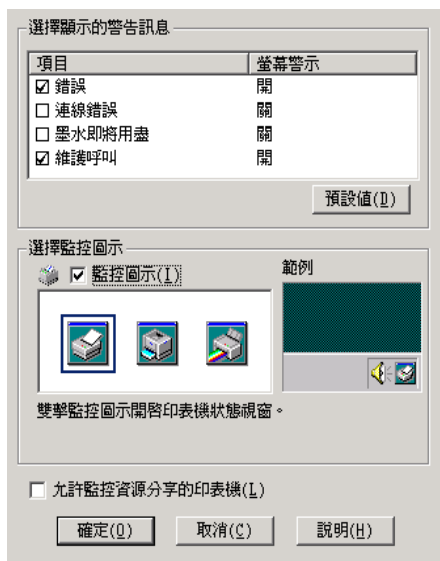 選擇顯示的警告訊息
項目 螢幕警示
錯誤 開
連線錯誤 關
墨水即將用盡 關
維護呼叫 開
預設值(D)
選擇監控圖示
監控圖示(I)
範例
雙擊監控圖示開啓印表機狀態視窗。
允許監控資源分享的印表機(L)
確定(O) 取消(C) 説明(H)